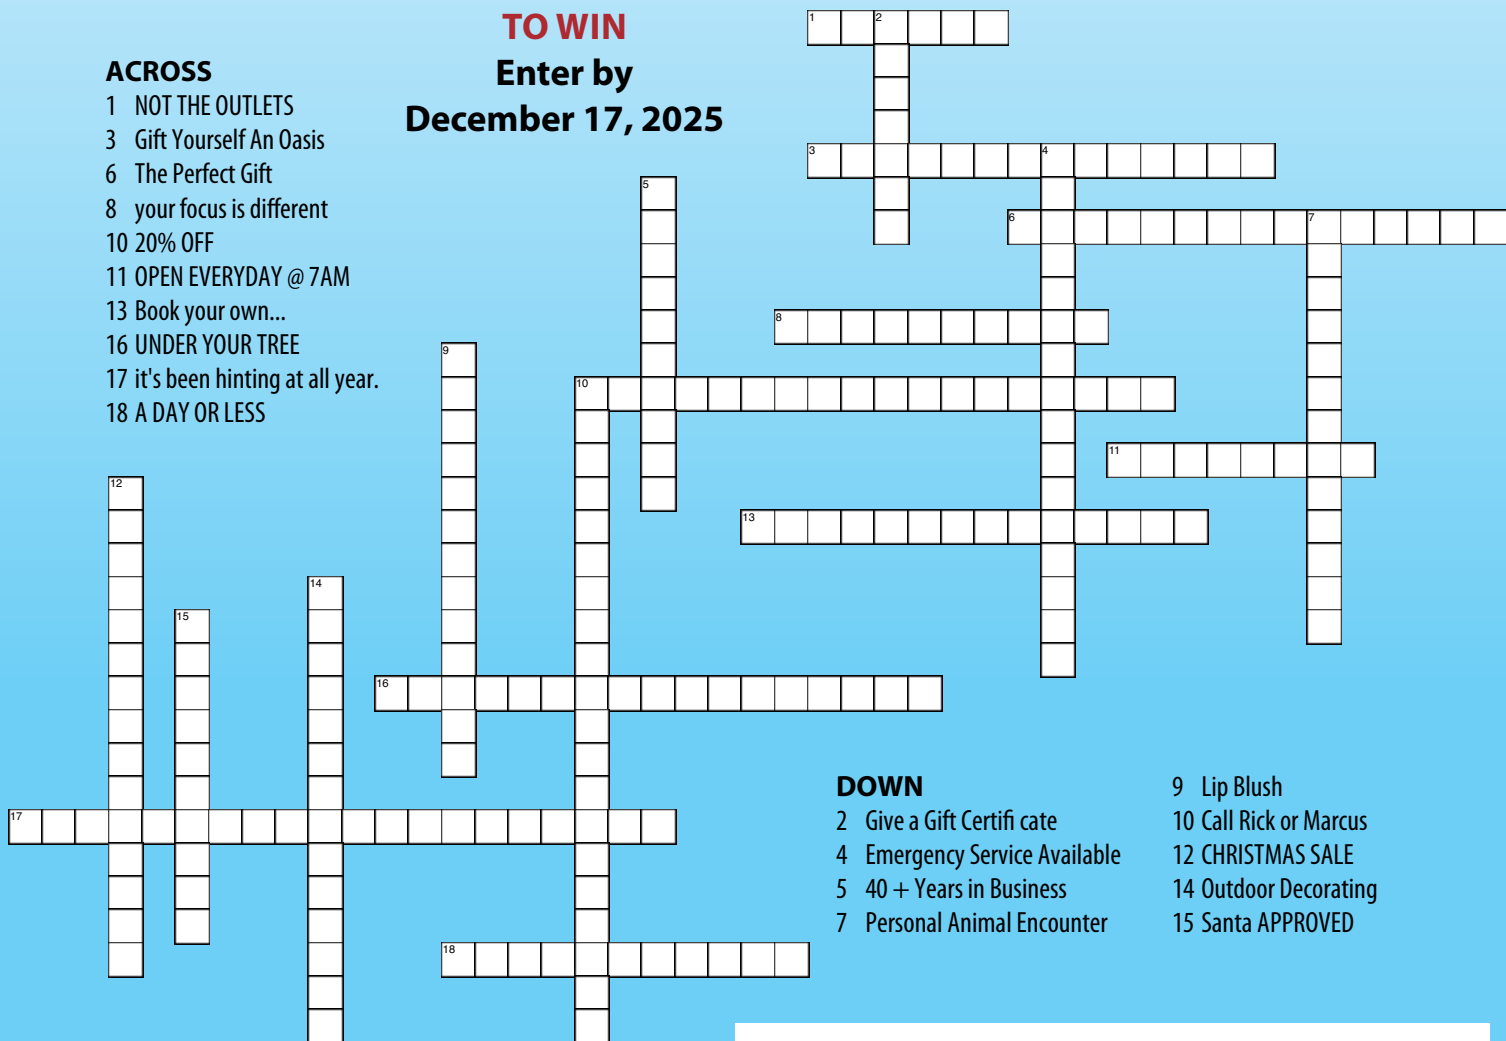 TO WIN
Enter by
December 17, 2025
ACROSS
1 NOT THE OUTLETS
3 Gift Yourself An Oasis
6 The Perfect Gift
8 your focus is different
10 20% OFF
11 OPEN EVERYDAY @ 7AM
13 Book your own...
16 UNDER YOUR TREE
17 it's been hinting at all year.
18 A DAY OR LESS
1 2
3 4
5
6 7
8
9
10
11
12
13
14
15
16
17
18
DOWN
2 Give a Gift Certifi cate
4 Emergency Service Available
5 40 + Years in Business
7 Personal Animal Encounter
9 Lip Blush
10 Call Rick or Marcus
12 CHRISTMAS SALE
14 Outdoor Decorating
15 Santa APPROVED